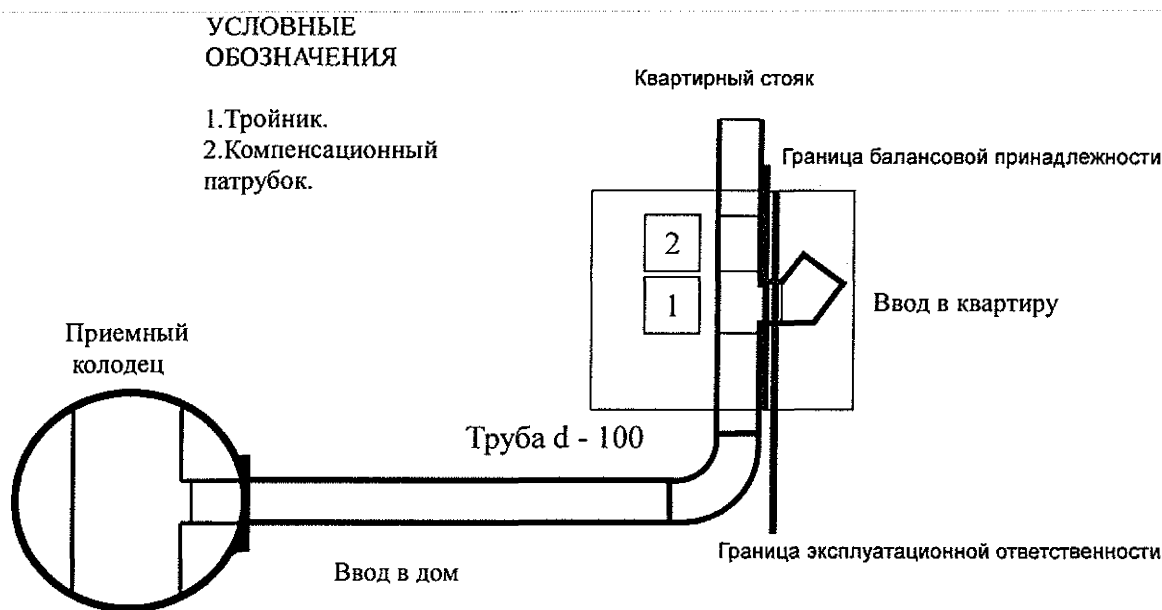 УСЛОВНЫЕ
ОБОЗНАЧЕНИЯ
1.Тройник.
2.Компенсационный
патрубок.
Квартирный стояк
Граница балансовой принадлежности
2
1
Ввод в квартиру
Приемный
колодец
Труба d - 100
Граница эксплуатационной ответственности
Ввод в дом